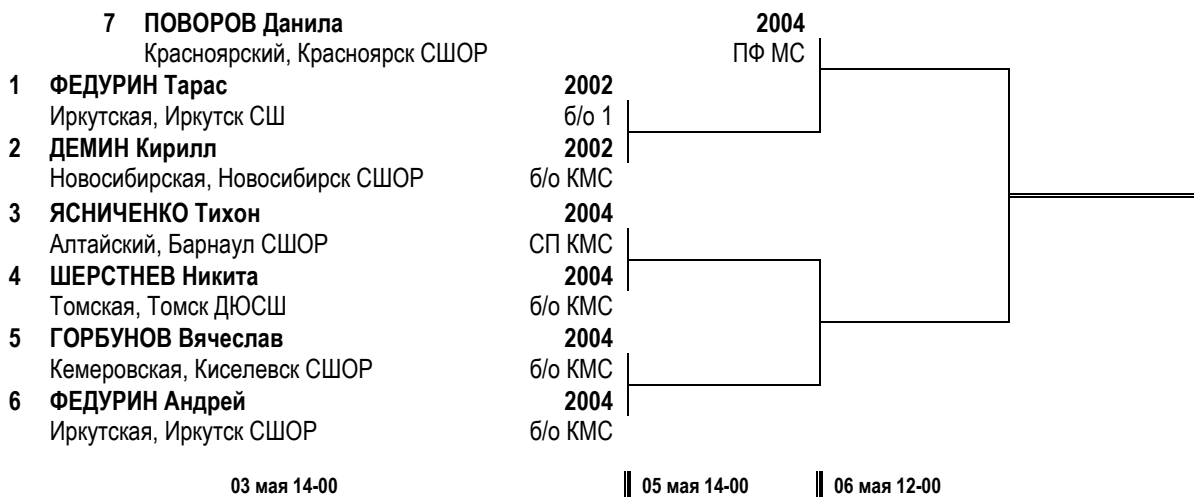 7 ПОВОРОВ Данила 2004
Красноярский, Красноярск СШОР ПФ МС
1 ФЕДУРИН Тарас 2002
Иркутская, Иркутск СШ б/о 1
2 ДЕМИН Кирилл 2002
Новосибирская, Новосибирск СШОР б/о КМС
3 ЯСНИЧЕНКО Тихон 2004
Алтайский, Барнаул СШОР СП КМС
4 ШЕРСТНЕВ Никита 2004
Томская, Томск ДЮСШ б/о КМС
5 ГОРБУНОВ Вячеслав 2004
Кемеровская, Киселевск СШОР б/о КМС
6 ФЕДУРИН Андрей 2004
Иркутская, Иркутск СШОР б/о КМС
03 мая 14-00 05 мая 14-00 06 мая 12-00